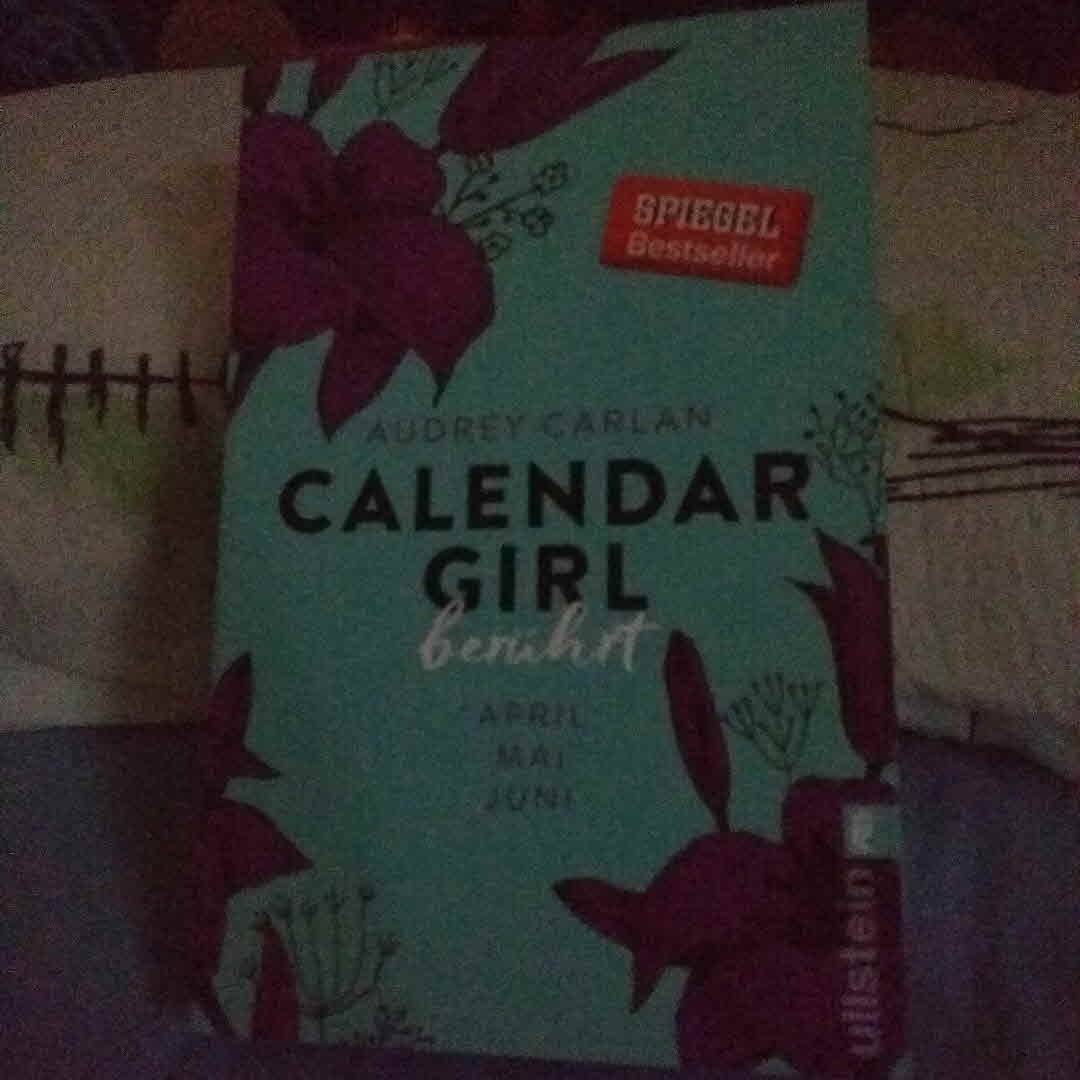 SPIEGEL
Bestseller
AUDREY CARLAN
CALENDAR
GIRL
berührt
APRIL
MAI
JUNI
ullstein